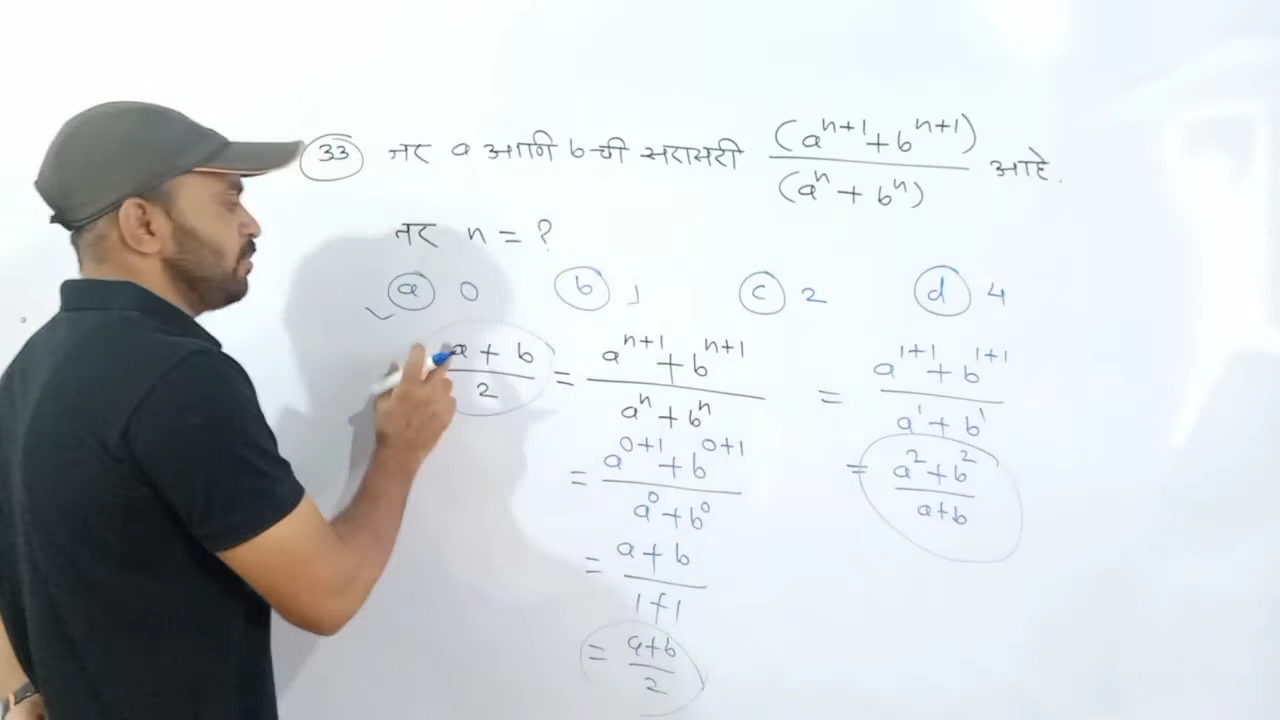 33 जर a आणि b ची सरासरी (a^{n+1} + b^{n+1}) / (a^n + b^n) आहे.
तर n = ?
a 0 b 1 c 2 d 4
a + b / 2 = a^{n+1} + b^{n+1} / a^n + b^n = a^{1+1} + b^{1+1} / a^1 + b^1
= a^{0+1} + b^{0+1} / a^0 + b^0 = a^2 + b^2 / a+b
= a + b / 1+1
= a+b / 2